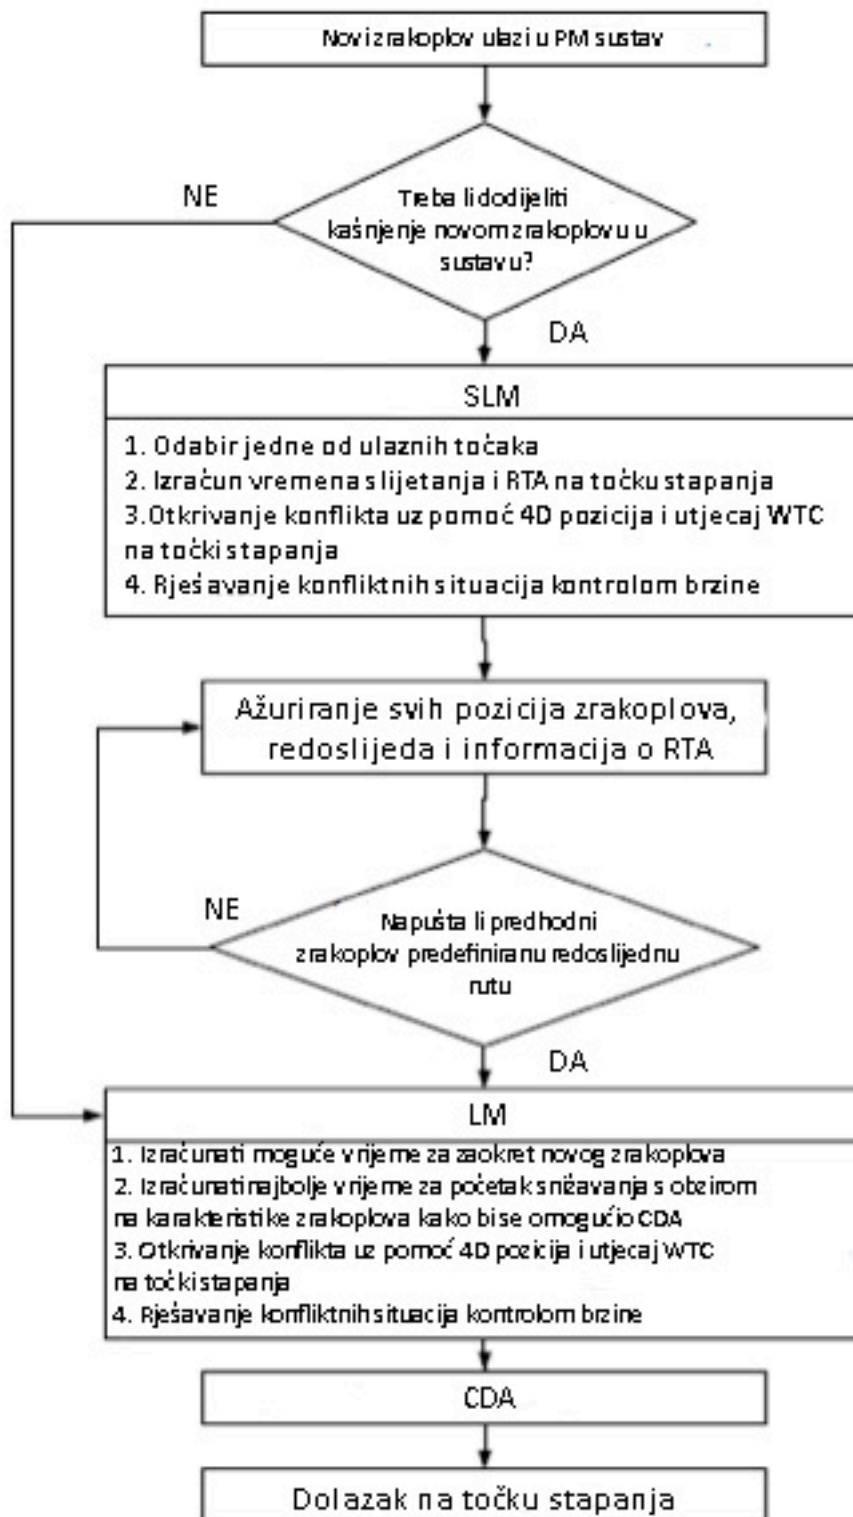 Novi zrakoplov ulazi u PM sustav
NE
Treba li dodijeliti
kašnjenje novom zrakoplovu u
sustavu?
DA
SLM
1. Odabir jedne od ulaznih točaka
2. Izračun vremena slijetanja i RTA na točku stapanja
3.Otkrivanje konflikta uz pomoć 4D pozicija i utjecaj WTC
na točki stapanja
4. Rješavanje konfliktnih situacija kontrolom brzine
Ažuriranje svih pozicija zrakoplova,
redoslijeda i informacija o RTA
NE
Napušta li predhodni
zrakoplov predefiniranu redoslijednu
rutu
DA
LM
1. Izračunati moguće vrijeme za zaokret novog zrakoplova
2. Izračunati najbolje vrijeme za početak snižavanja s obzirom
na karakteristike zrakoplova kako bi se omogućio CDA
3. Otkrivanje konflikta uz pomoć 4D pozicija i utjecaj WTC
na točki stapanja
4. Rješavanje konfliktnih situacija kontrolom brzine
CDA
Dolazak na točku stapanja